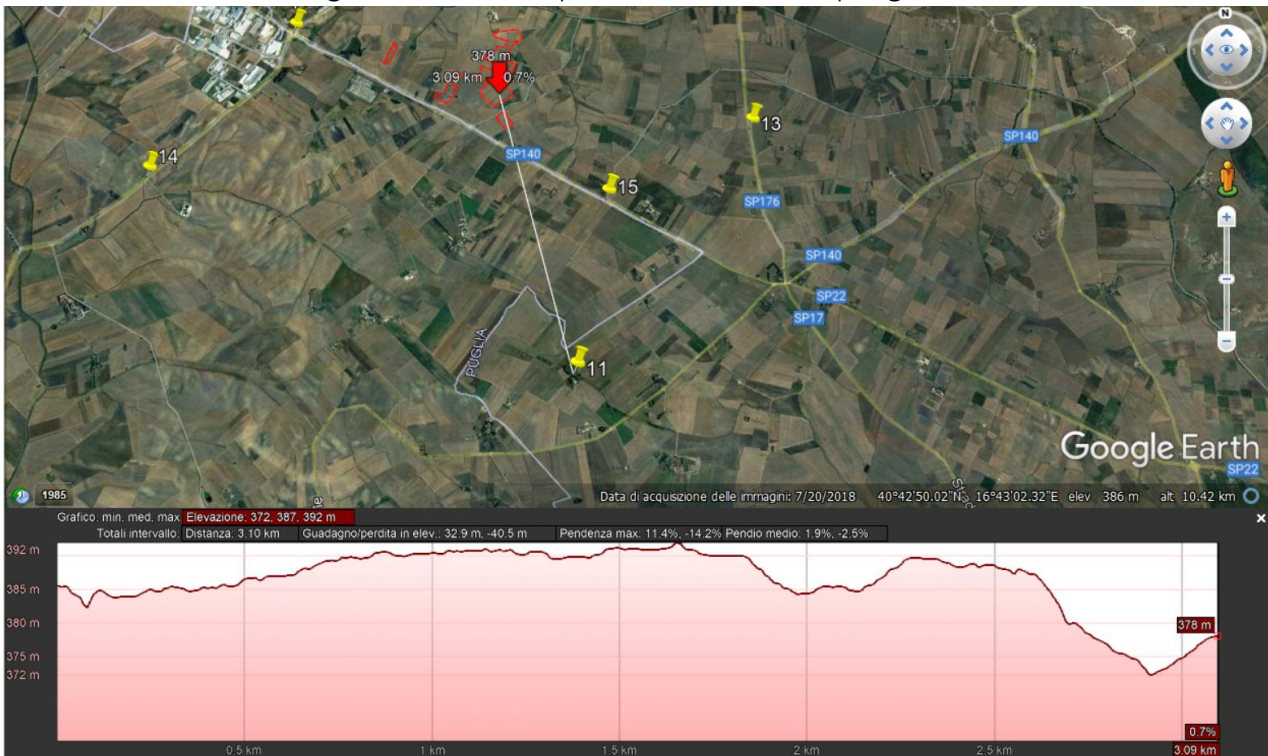 N
378 m
3.09 km 0.7%
13
14
SP140
SP140
15
SP176
SP140
SP22
SP17
PUGLIA
11
Google Earth
SP22
1985
Data di acquisizione delle immagini: 7/20/2018 40°42'50.02"N 16°43'02.32"E elev 386 m alt 10.42 km
Grafico: min. med. max Elevazione: 372, 387, 392 m
Totali intervallo: Distanza: 3.10 km Guadagno/perdita in elev.: 32.9 m, -40.5 m Pendenza max: 11.4%, -14.2% Pendio medio: 1.9%, -2.5%
392 m
385 m
380 m
378 m
375 m
372 m
0.7%
0.5 km 1 km 1.5 km 2 km 2.5 km 3.09 km